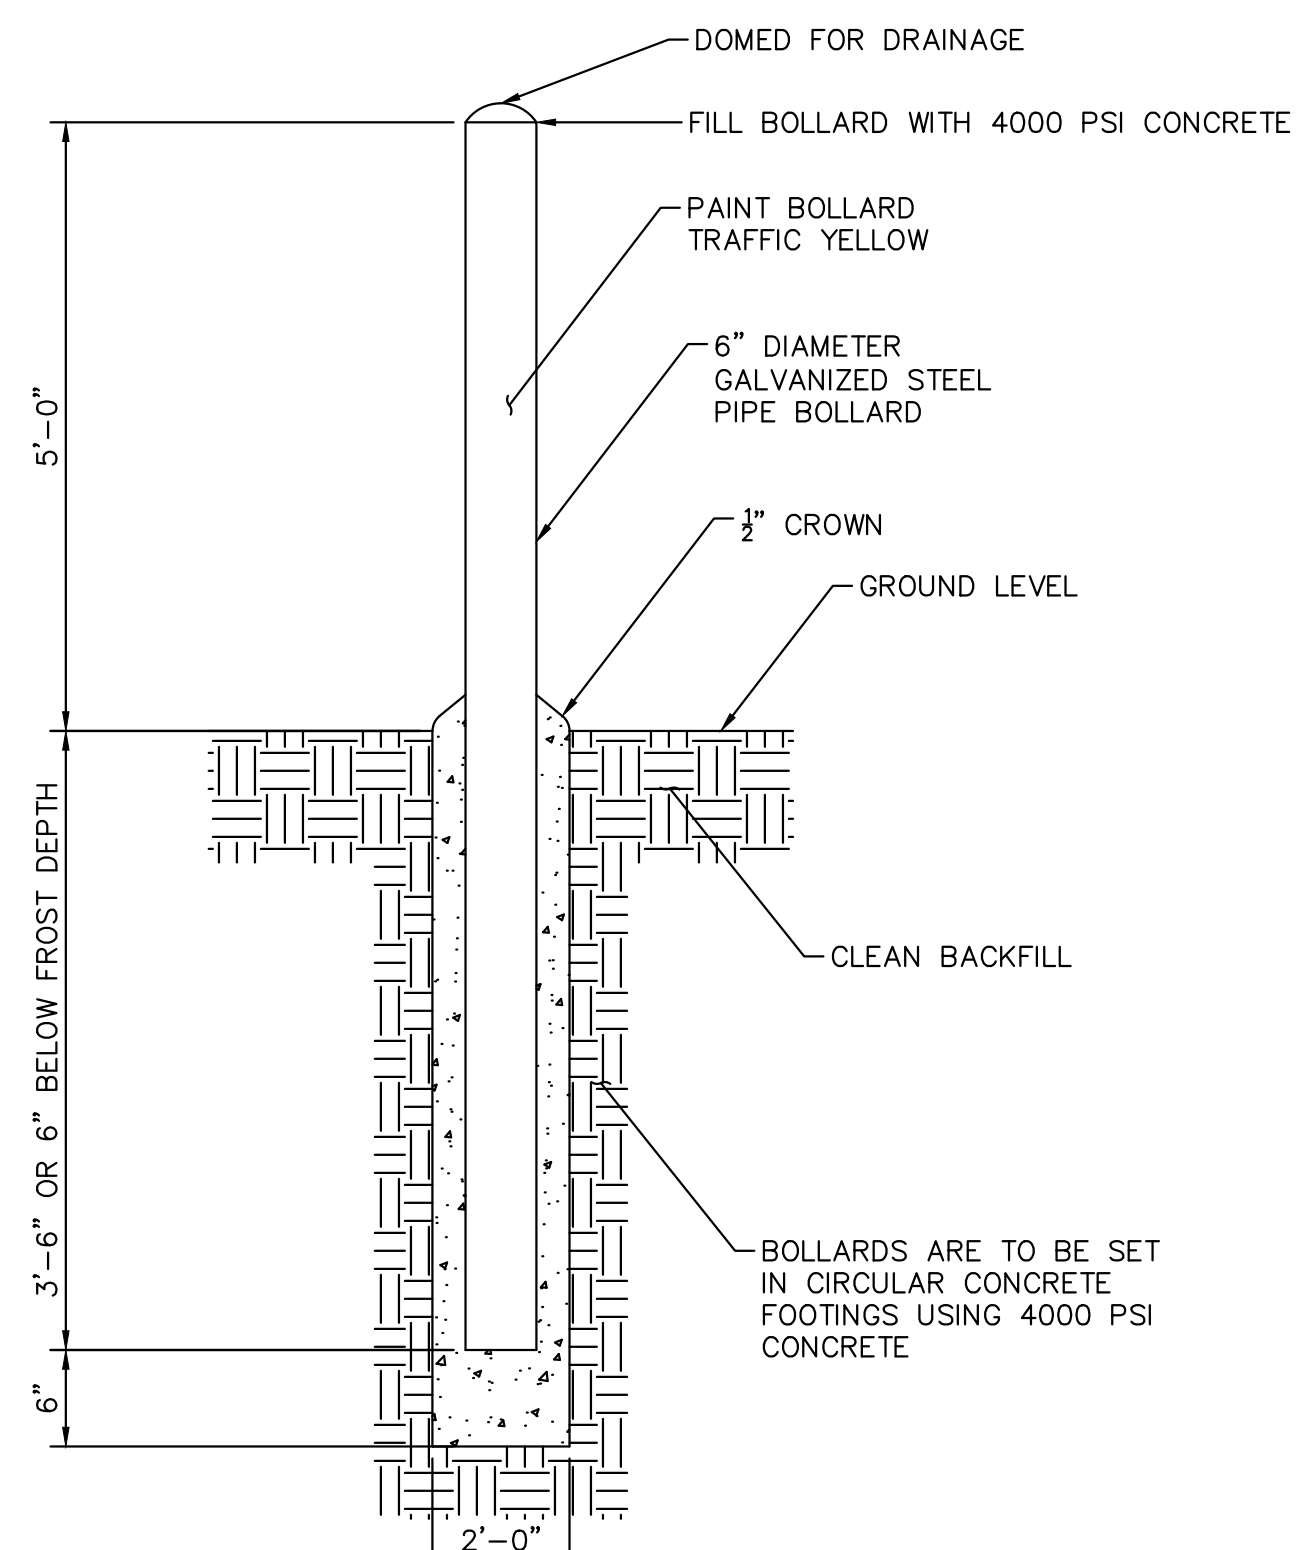 DOMED FOR DRAINAGE
FILL BOLLARD WITH 4000 PSI CONCRETE
PAINT BOLLARD
TRAFFIC YELLOW
6” DIAMETER
GALVANIZED STEEL
PIPE BOLLARD
5’-0”
½” CROWN
GROUND LEVEL
CLEAN BACKFILL
3’-6” OR 6” BELOW FROST DEPTH
BOLLARDS ARE TO BE SET
IN CIRCULAR CONCRETE
FOOTINGS USING 4000 PSI
CONCRETE
6”
2’-0”